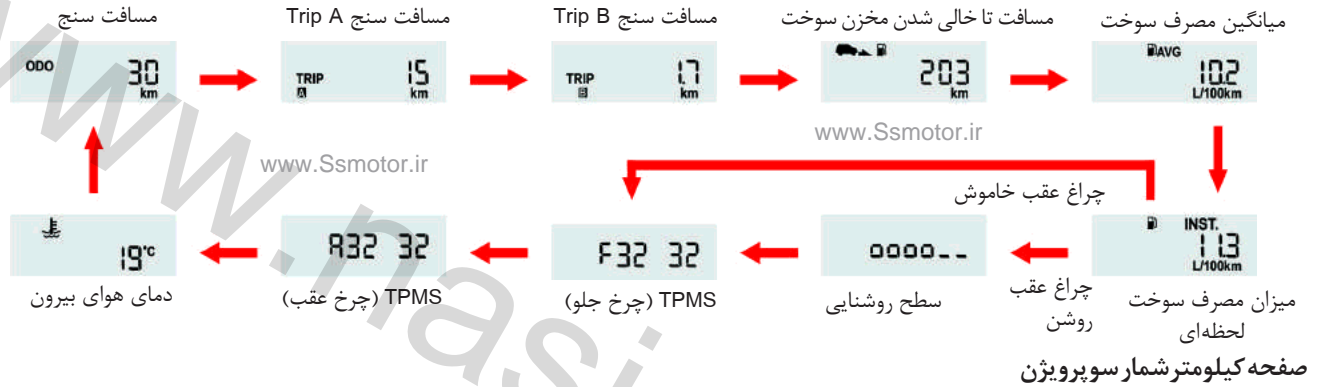 مسافت سنج
مسافت سنج Trip A
مسافت سنج Trip B
مسافت تا خالی شدن مخزن سوخت
میانگین مصرف سوخت
ODO 30 km
TRIP A 15 km
TRIP B 1.7 km
203 km
AVG 10.2 L/100km
www.Ssmotor.ir
www.Ssmotor.ir
چراغ عقب خاموش
19°c
A32 32
F32 32
oooo--
INST. 11.3 L/100km
دمای هوای بیرون
TPMS (چرخ عقب)
TPMS (چرخ جلو)
سطح روشنایی
چراغ عقب
روشن
میزان مصرف سوخت
لحظه‌ای
صفحه کیلومترشمار سوپرویژن
www.nasi